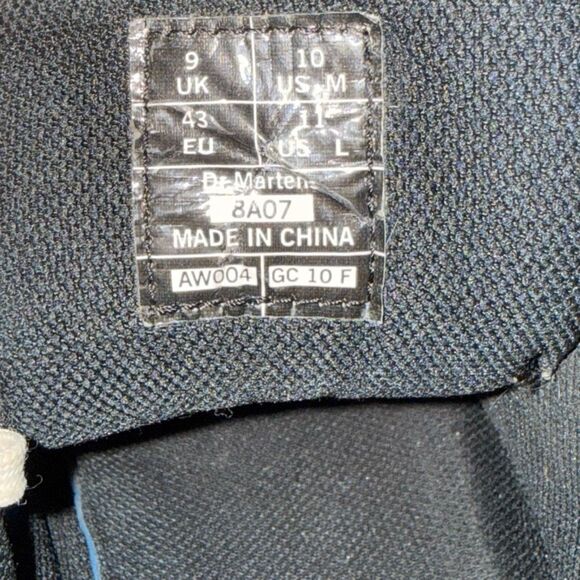 9 10
UK US M
43 11
EU US L
Dr. Martens
8A07
MADE IN CHINA
AW004 GC 10 F